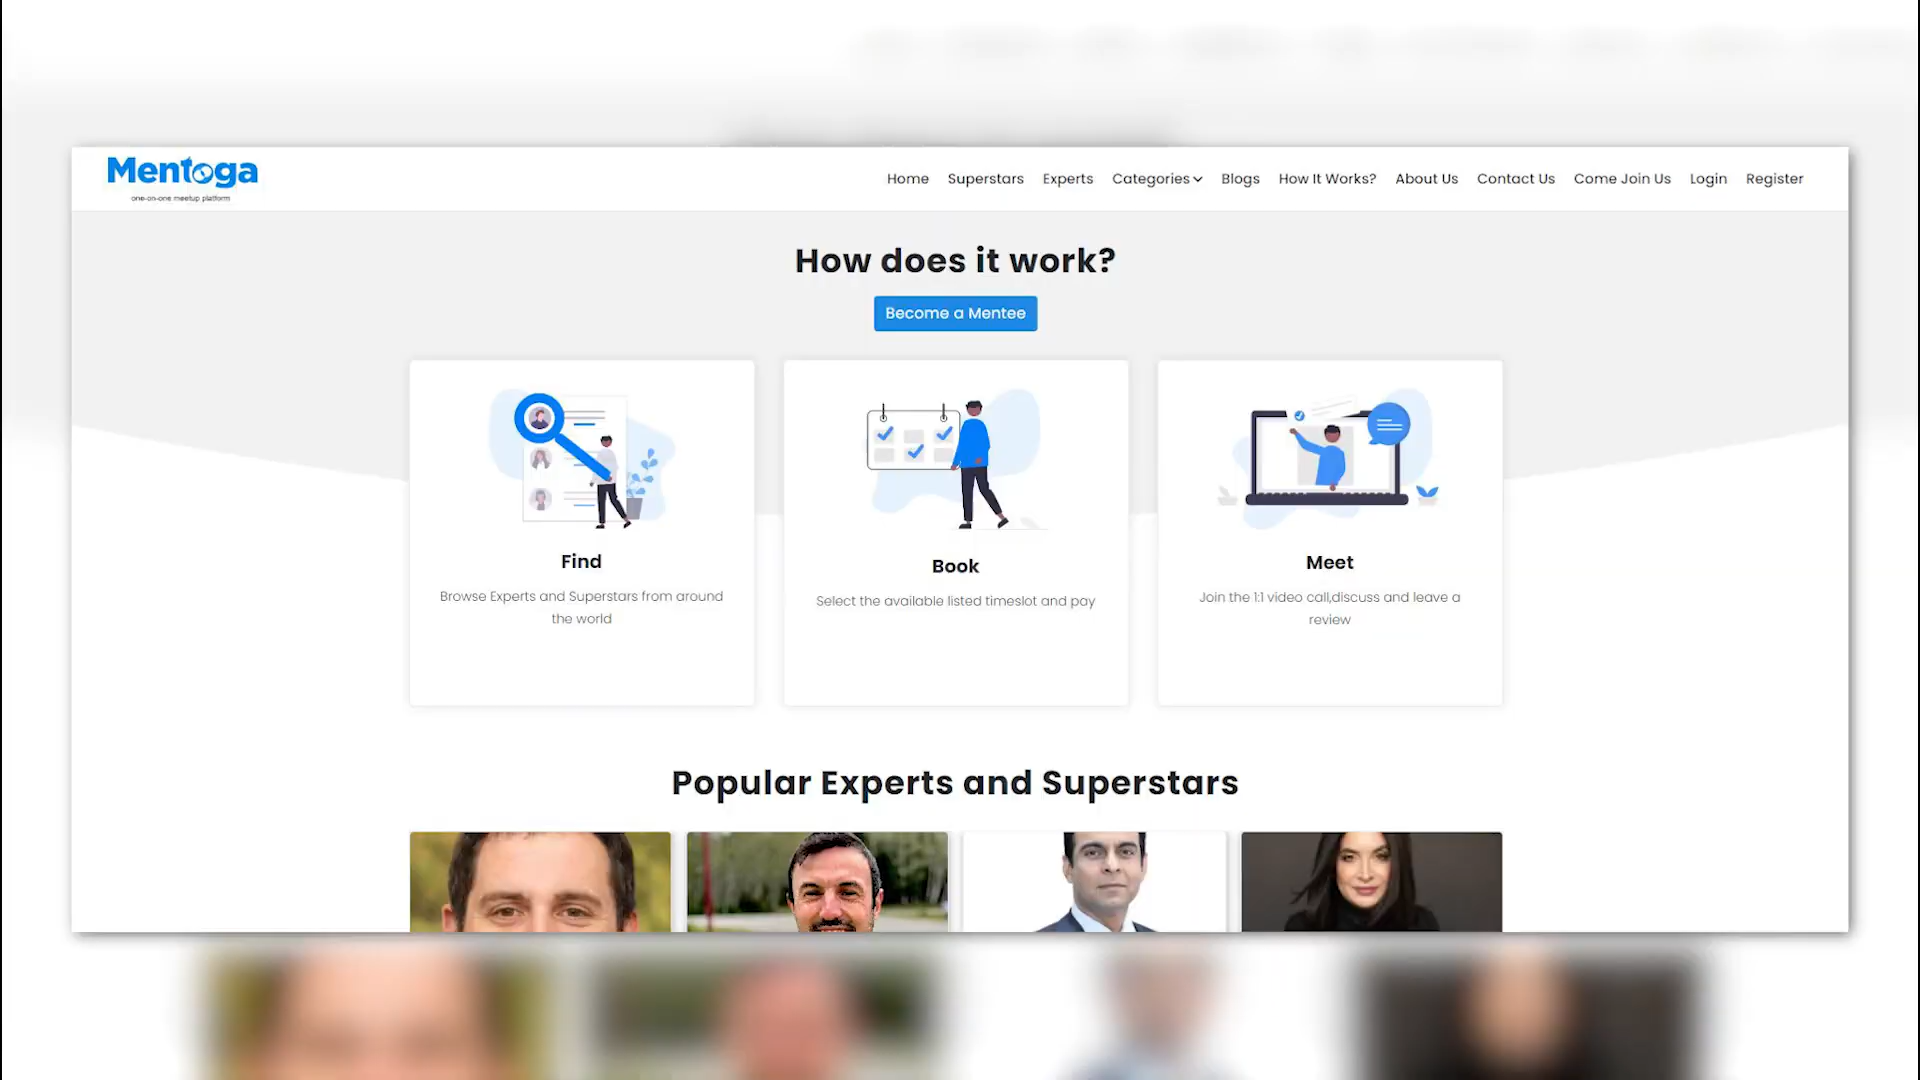 Mentoga
one-on-one meetup platform
Home Superstars Experts Categories Blogs How It Works? About Us Contact Us Come Join Us Login Register
How does it work?
Become a Mentee
Find
Browse Experts and Superstars from around
the world
Book
Select the available listed timeslot and pay
Meet
Join the 1:1 video call,discuss and leave a
review
Popular Experts and Superstars